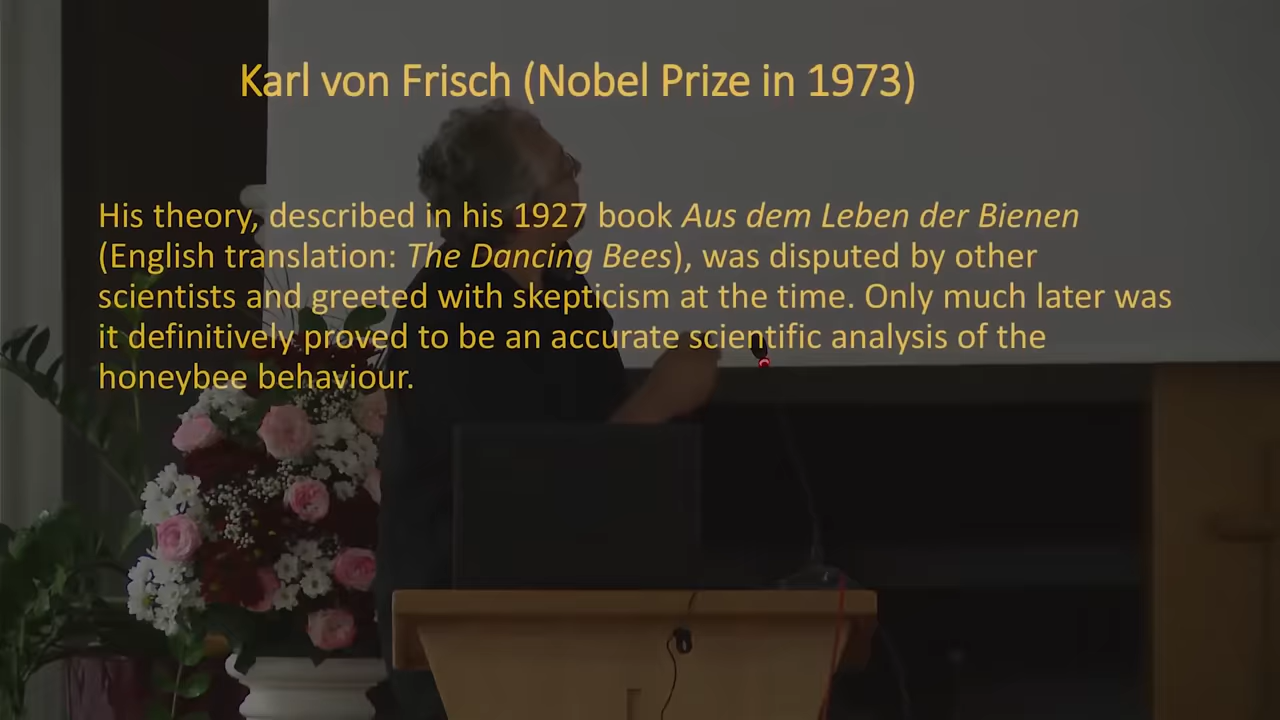 Karl von Frisch (Nobel Prize in 1973)
His theory, described in his 1927 book Aus dem Leben der Bienen
(English translation: The Dancing Bees), was disputed by other
scientists and greeted with skepticism at the time. Only much later was
it definitively proved to be an accurate scientific analysis of the
honeybee behaviour.